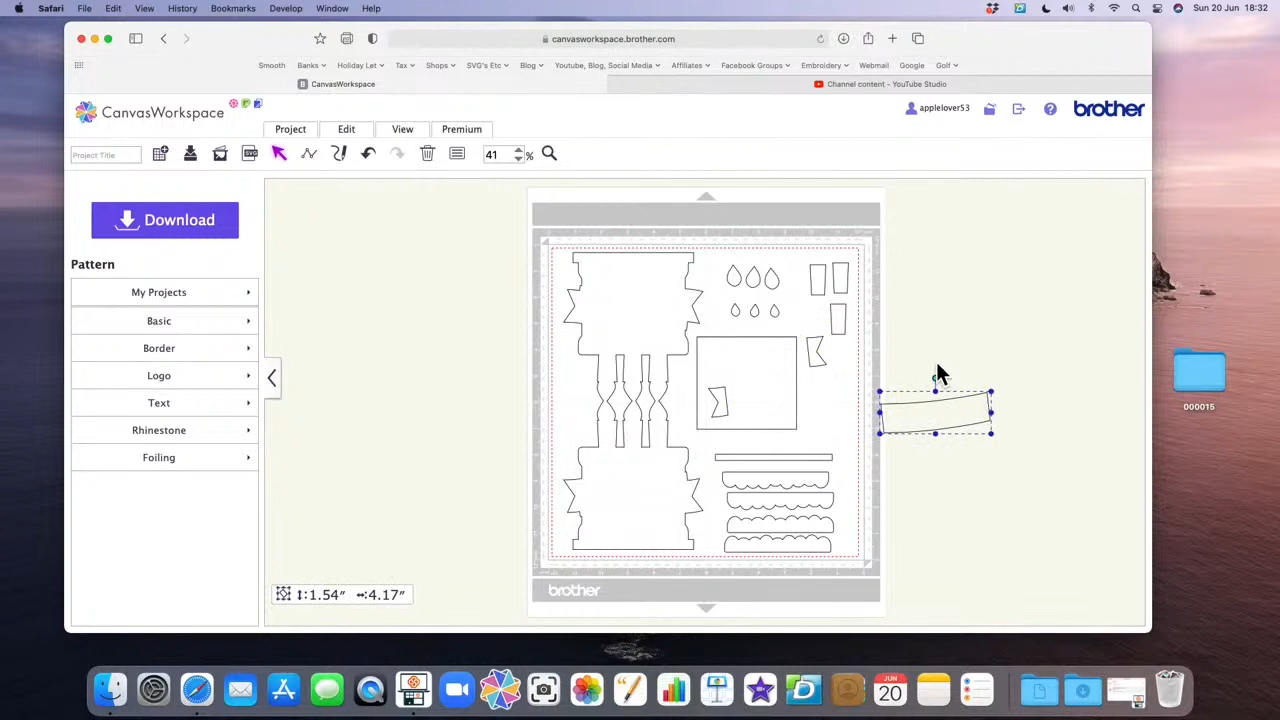 Safari File Edit View History Bookmarks Develop Window Help Sun 20 Jun 18:32
canvasworkspace.brother.com
Smooth Banks Holiday Let Tax Shops SVG's Etc Blog Youtube, Blog, Social Media Affiliates Facebook Groups Embroidery Webmail Google Golf
CanvasWorkspace Channel content - YouTube Studio
CanvasWorkspace applelover53 brother
Project Edit View Premium
Project Title SVG 41 %
Download
Pattern
My Projects
Basic
Border
Logo
Text
Rhinestone
Foiling
000015
brother
↕:1.54" ↔:4.17"
JUN
20